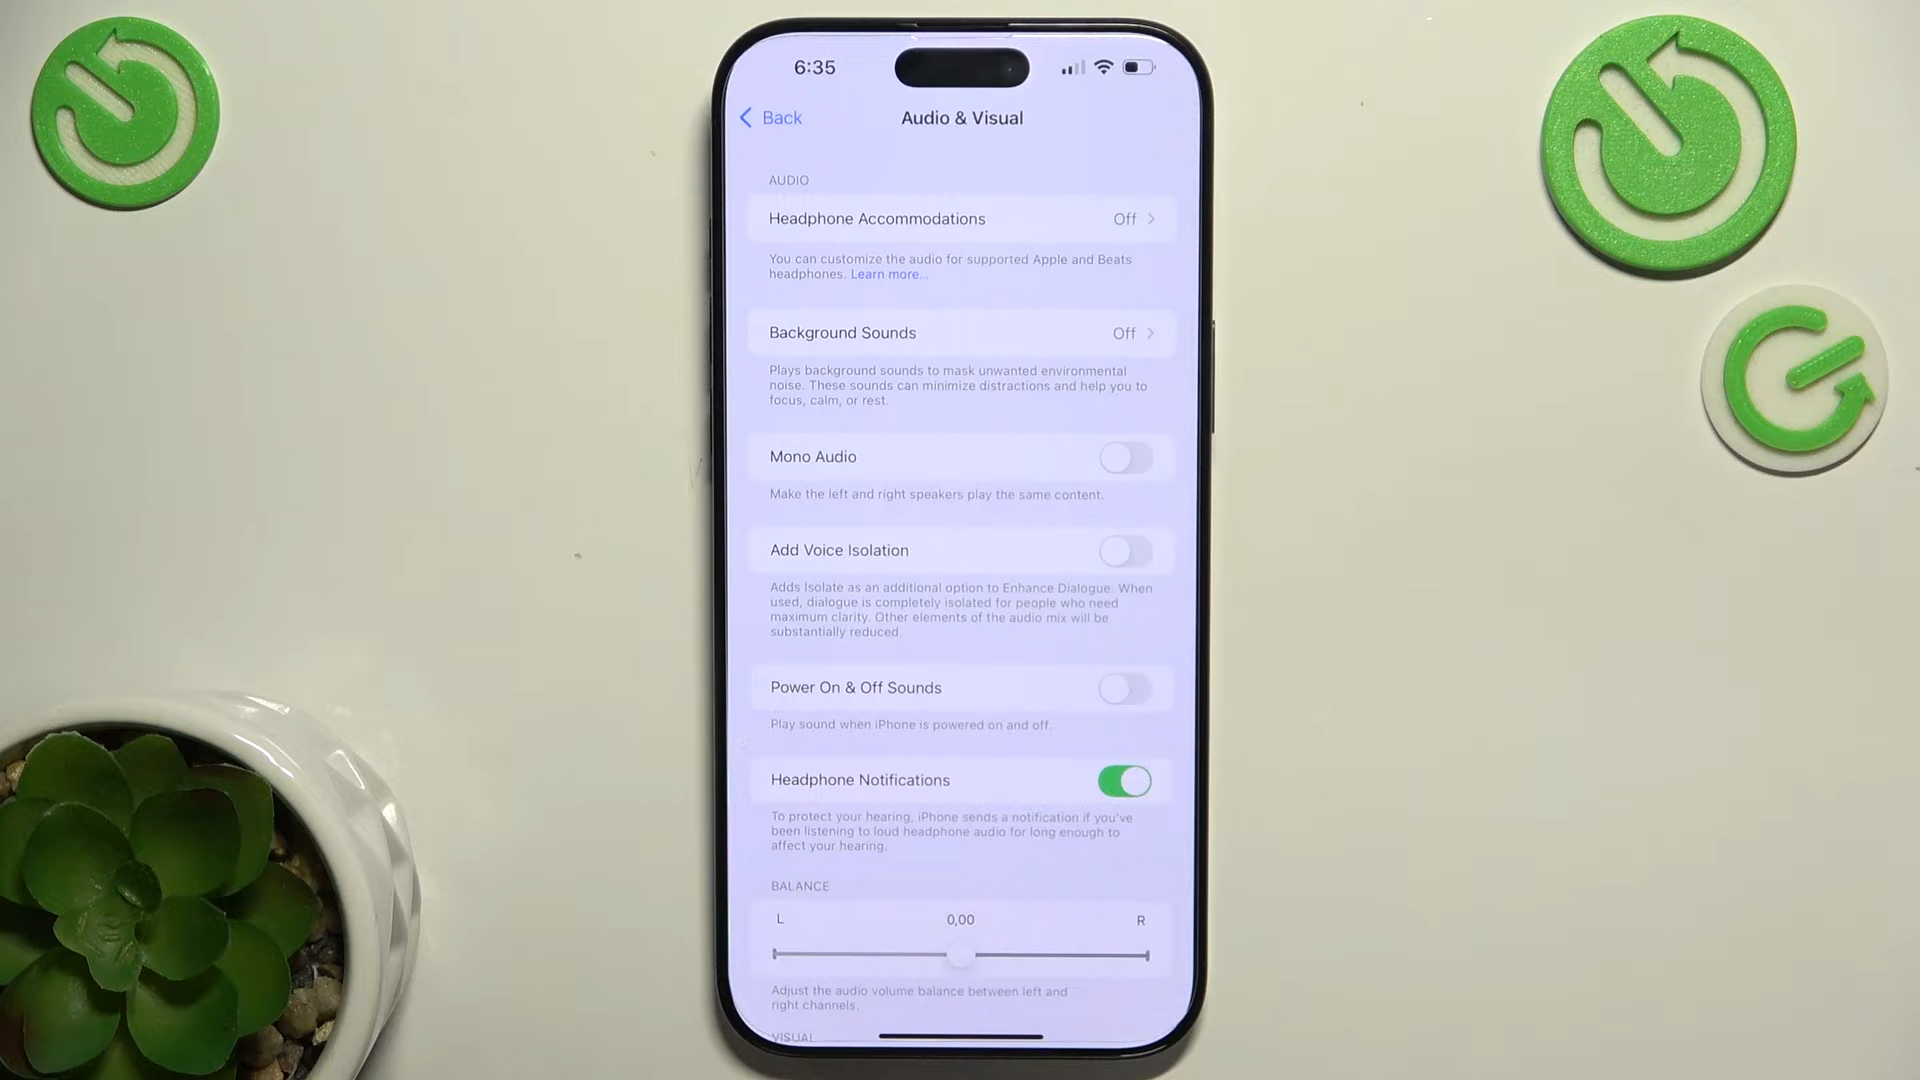 6:35
Back
Audio & Visual
AUDIO
Headphone Accommodations Off
You can customize the audio for supported Apple and Beats
headphones. Learn more...
Background Sounds Off
Plays background sounds to mask unwanted environmental
noise. These sounds can minimize distractions and help you to
focus, calm, or rest.
Mono Audio
Make the left and right speakers play the same content.
Add Voice Isolation
Adds Isolate as an additional option to Enhance Dialogue. When
used, dialogue is completely isolated for people who need
maximum clarity. Other elements of the audio mix will be
substantially reduced.
Power On & Off Sounds
Play sound when iPhone is powered on and off.
Headphone Notifications
To protect your hearing, iPhone sends a notification if you've
been listening to loud headphone audio for long enough to
affect your hearing.
BALANCE
L 0,00 R
Adjust the audio volume balance between left and
right channels.
VISUAL